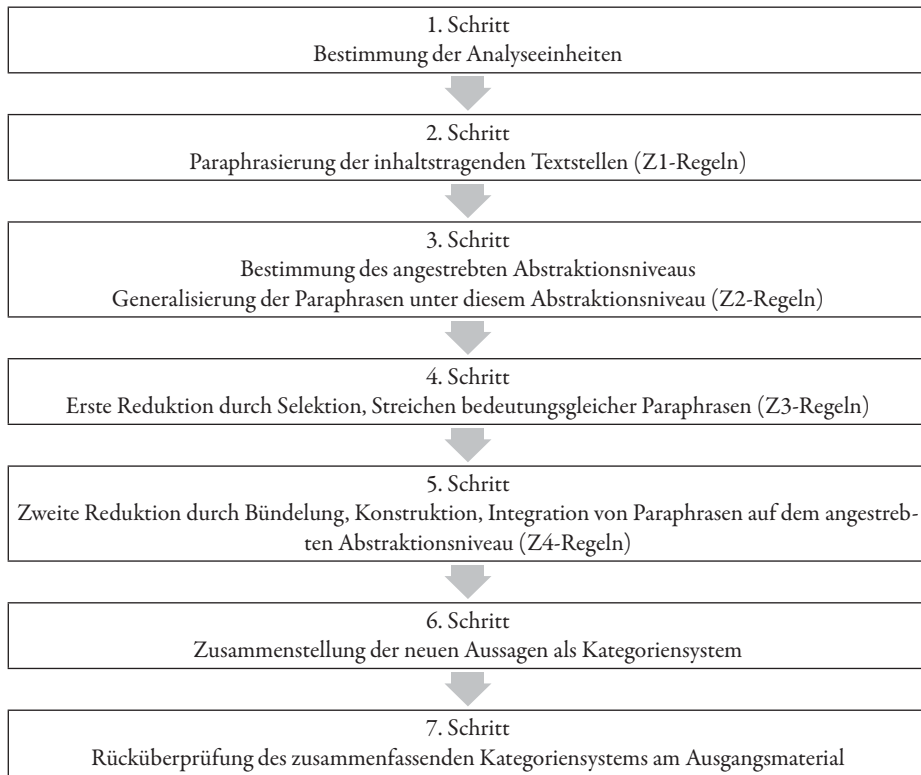 1. Schritt
Bestimmung der Analyseeinheiten
2. Schritt
Paraphrasierung der inhaltstragenden Textstellen (Z1-Regeln)
3. Schritt
Bestimmung des angestrebten Abstraktionsniveaus
Generalisierung der Paraphrasen unter diesem Abstraktionsniveau (Z2-Regeln)
4. Schritt
Erste Reduktion durch Selektion, Streichen bedeutungsgleicher Paraphrasen (Z3-Regeln)
5. Schritt
Zweite Reduktion durch Bündelung, Konstruktion, Integration von Paraphrasen auf dem angestreb-
ten Abstraktionsniveau (Z4-Regeln)
6. Schritt
Zusammenstellung der neuen Aussagen als Kategoriensystem
7. Schritt
Rücküberprüfung des zusammenfassenden Kategoriensystems am Ausgangsmaterial